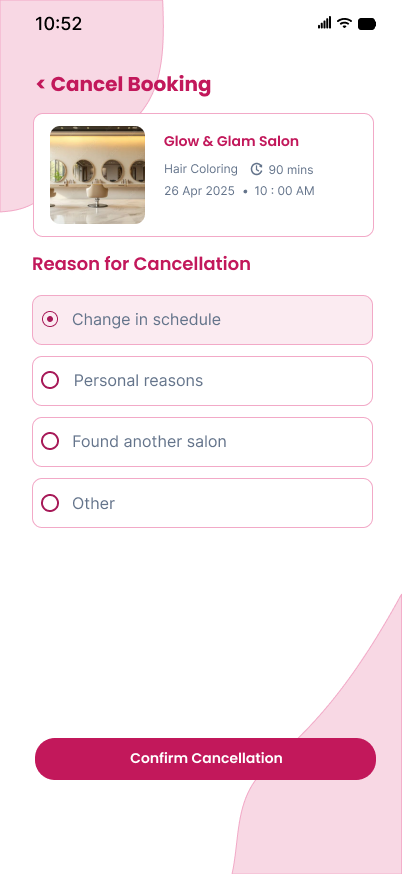 10:52
< Cancel Booking
Glow & Glam Salon
Hair Coloring 90 mins
26 Apr 2025 • 10 : 00 AM
Reason for Cancellation
Change in schedule
Personal reasons
Found another salon
Other
Confirm Cancellation